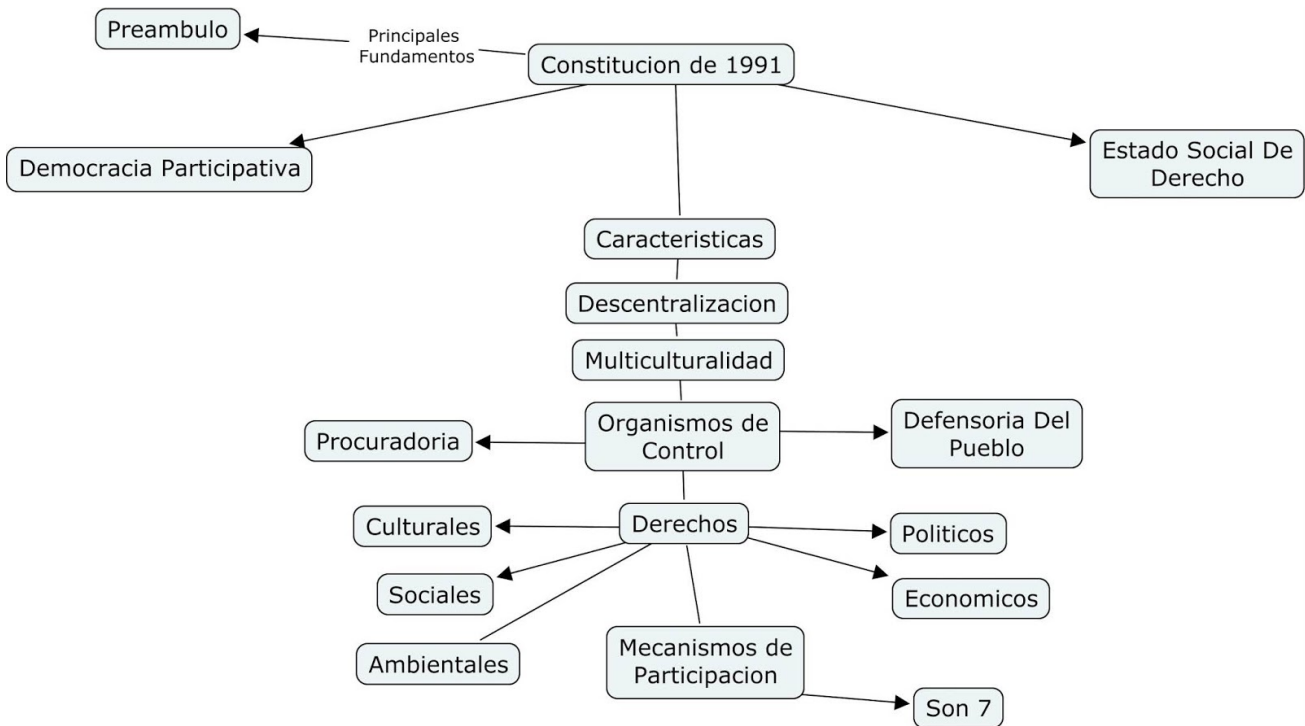 Preambulo
Principales
Fundamentos
Constitucion de 1991
Democracia Participativa
Estado Social De
Derecho
Caracteristicas
Descentralizacion
Multiculturalidad
Procuradoria
Organismos de
Control
Defensoria Del
Pueblo
Culturales
Derechos
Politicos
Sociales
Economicos
Ambientales
Mecanismos de
Participacion
Son 7